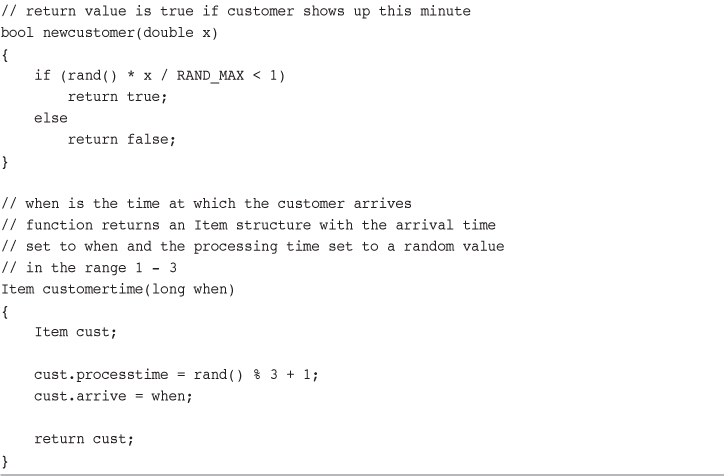 // return value is true if customer shows up this minute
bool newcustomer(double x)
{
    if (rand() * x / RAND_MAX < 1)
        return true;
    else
        return false;
}

// when is the time at which the customer arrives
// function returns an Item structure with the arrival time
// set to when and the processing time set to a random value
// in the range 1 – 3
Item customertime(long when)
{
    Item cust;

    cust.processtime = rand() % 3 + 1;
    cust.arrive = when;

    return cust;
}